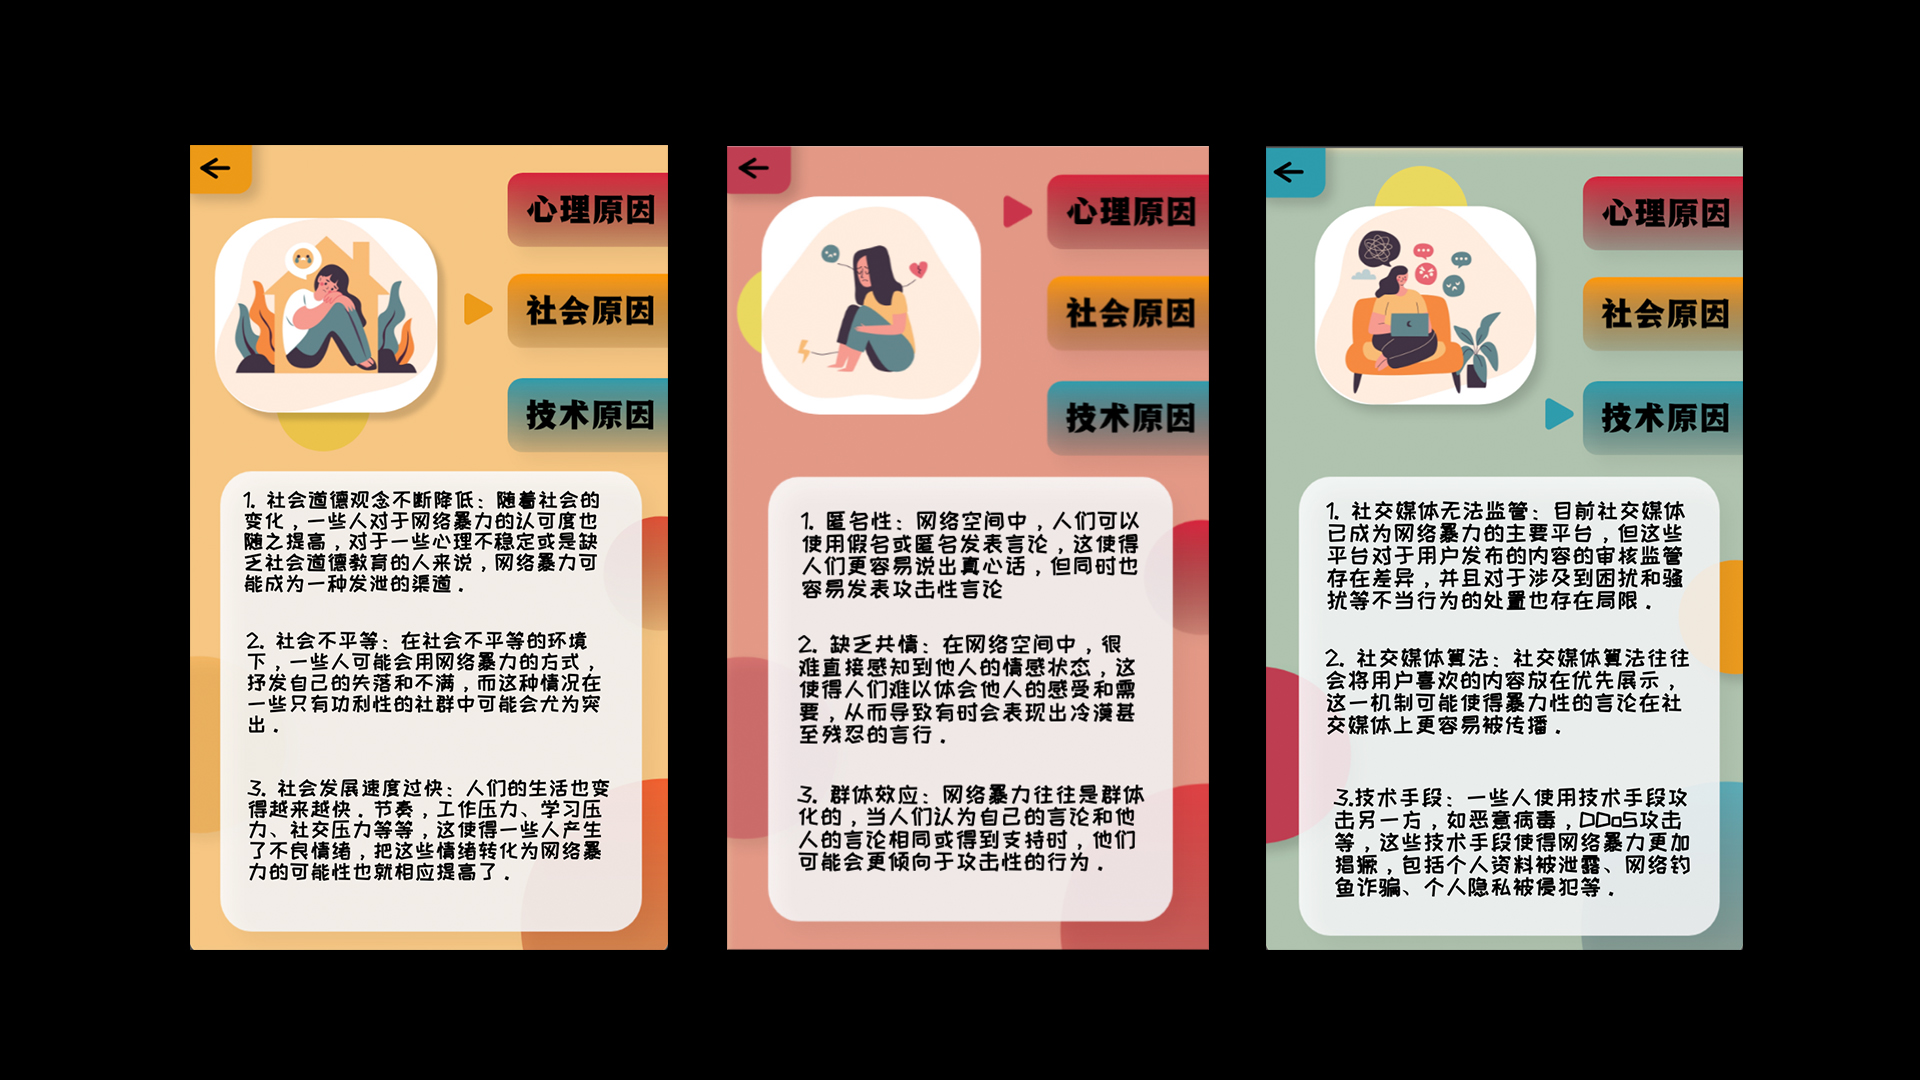 心理原因
社会原因
技术原因
1. 社会道德观念不断降低：随着社会的
变化，一些人对于网络暴力的认可度也
随之提高，对于一些心理不稳定或是缺
乏社会道德教育的人来说，网络暴力可
能成为一种发泄的渠道．
2. 社会不平等：在社会不平等的环境
下，一些人可能会用网络暴力的方式，
抒发自己的失落和不满，而这种情况在
一些只有功利性的社群中可能会尤为突
出．
3. 社会发展速度过快：人们的生活也变
得越来越快．节奏，工作压力、学习压
力、社交压力等等，这使得一些人产生
了不良情绪，把这些情绪转化为网络暴
力的可能性也就相应提高了．
心理原因
社会原因
技术原因
1. 匿名性：网络空间中，人们可以
使用假名或匿名发表言论，这使得
人们更容易说出真心话，但同时也
容易发表攻击性言论
2. 缺乏共情：在网络空间中，很
难直接感知到他人的情感状态，这
使得人们难以体会他人的感受和需
要，从而导致有时会表现出冷漠甚
至残忍的言行．
3. 群体效应：网络暴力往往是群体
化的，当人们认为自己的言论和他
人的言论相同或得到支持时，他们
可能会更倾向于攻击性的行为．
心理原因
社会原因
技术原因
1. 社交媒体无法监管：目前社交媒体
已成为网络暴力的主要平台，但这些
平台对于用户发布的内容的审核监管
存在差异，并且对于涉及到困扰和骚
扰等不当行为的处置也存在局限．
2. 社交媒体算法：社交媒体算法往往
会将用户喜欢的内容放在优先展示，
这一机制可能使得暴力性的言论在社
交媒体上更容易被传播．
3.技术手段：一些人使用技术手段攻
击另一方，如恶意病毒，DDoS攻击
等，这些技术手段使得网络暴力更加
猖獗，包括个人资料被泄露、网络钓
鱼诈骗、个人隐私被侵犯等．